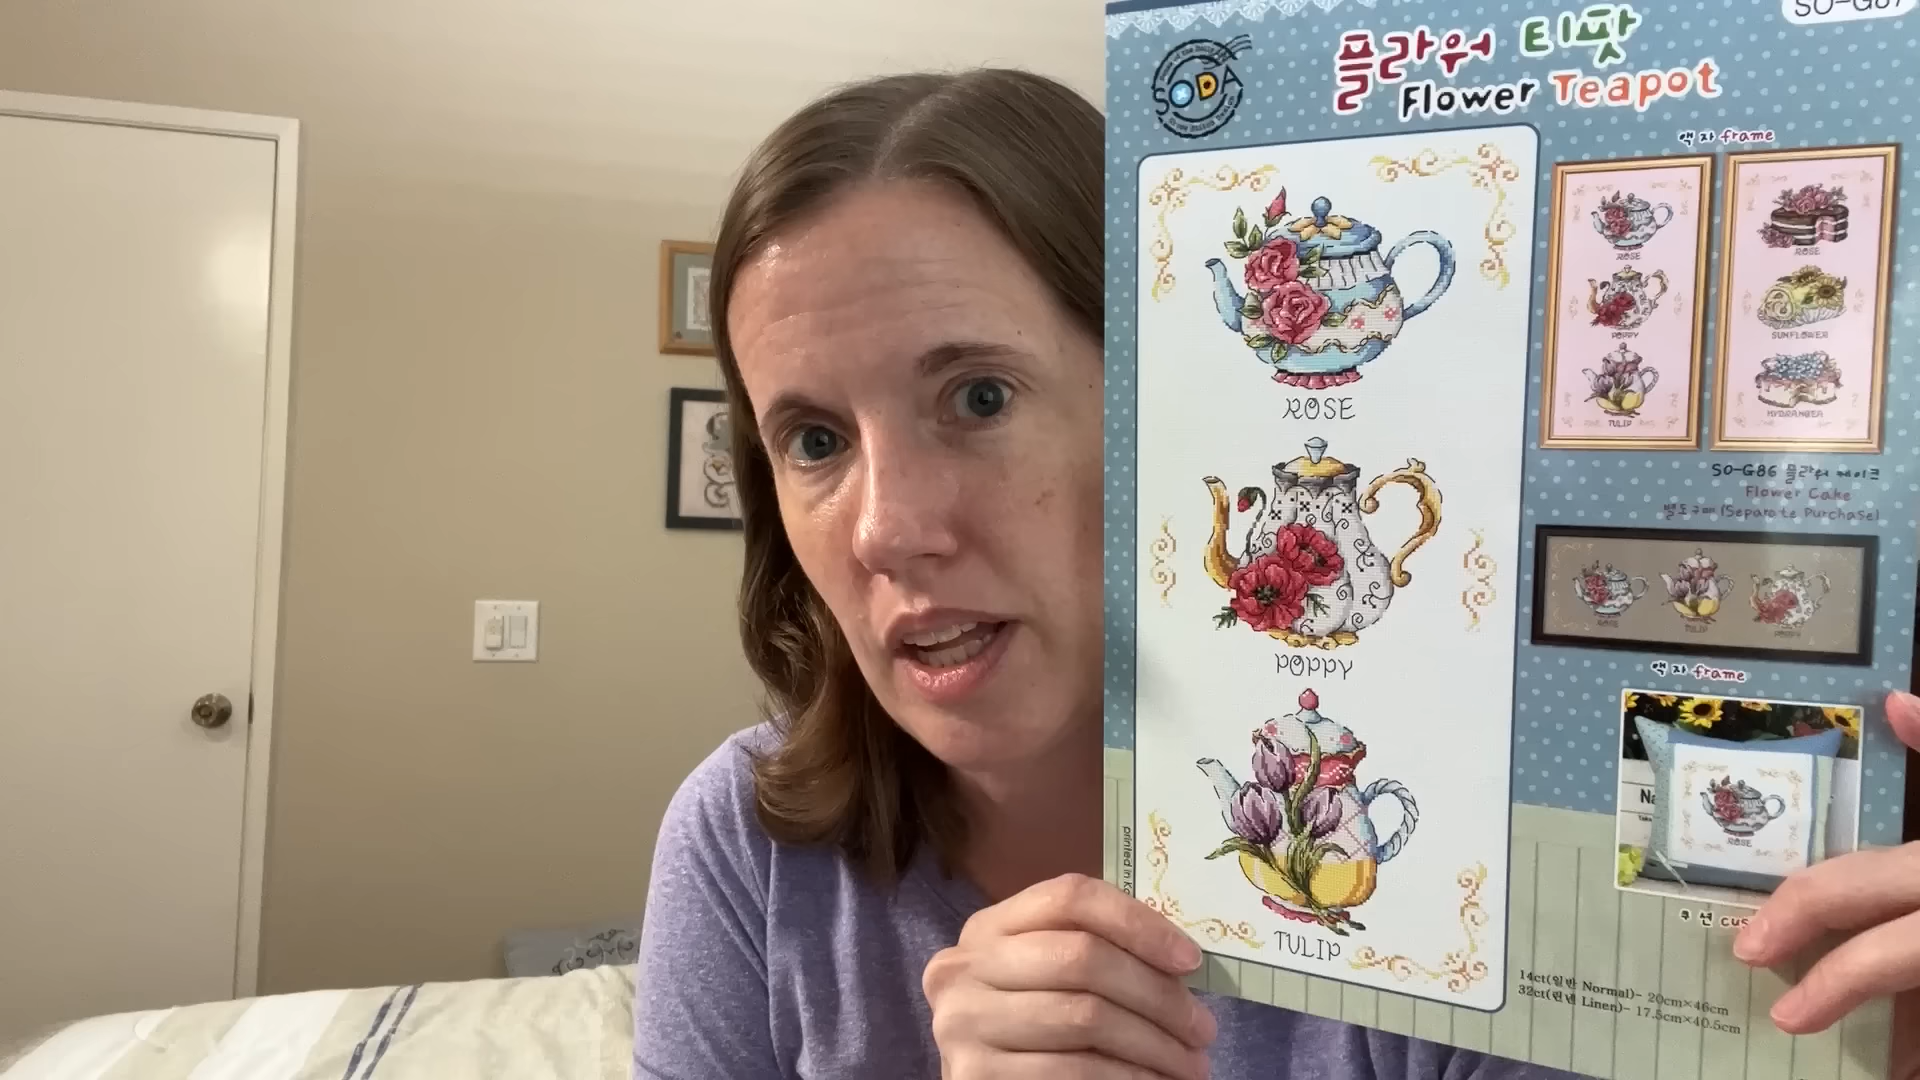 SO-G87
SODA
플라워 티팟
Flower Teapot
액자 frame
ROSE
POPPY
TULIP
ROSE
POPPY
TULIP
ROSE
SUNFLOWER
HYDRANGEA
SO-G86 플라워 케이크
Flower Cake
별도구매 (Separate Purchase)
ROSE
TULIP
POPPY
액자 frame
ROSE
쿠션 cus
printed in Ko
14ct(일반 Normal)- 20cm×46cm
32ct(린넨 Linen)- 17.5cm×40.5cm